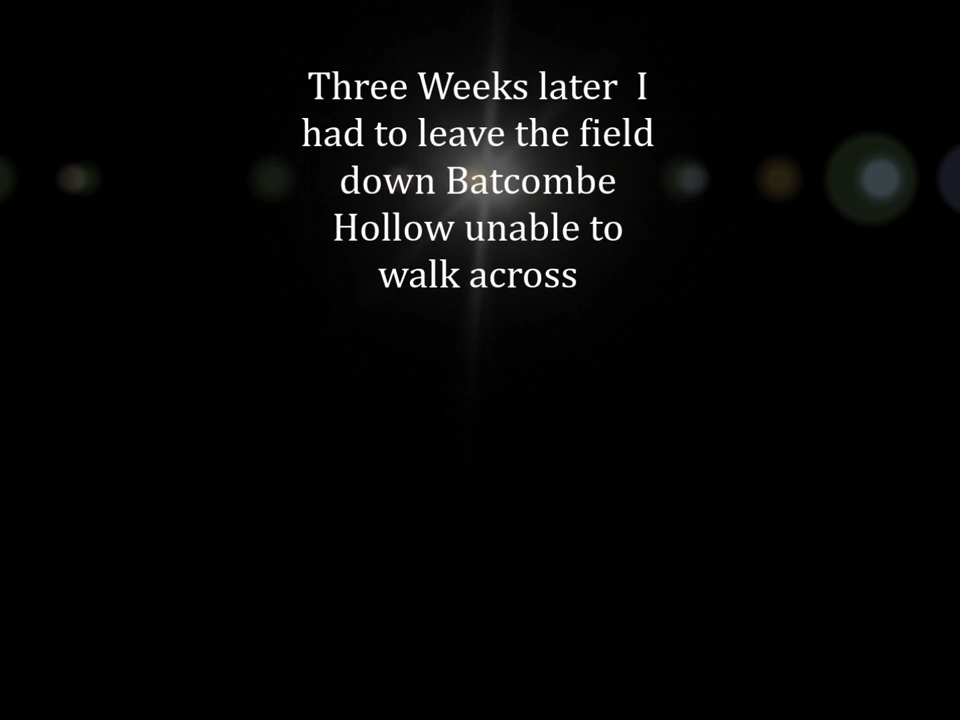 Three Weeks later  I
had to leave the field
down Batcombe
Hollow unable to
walk across